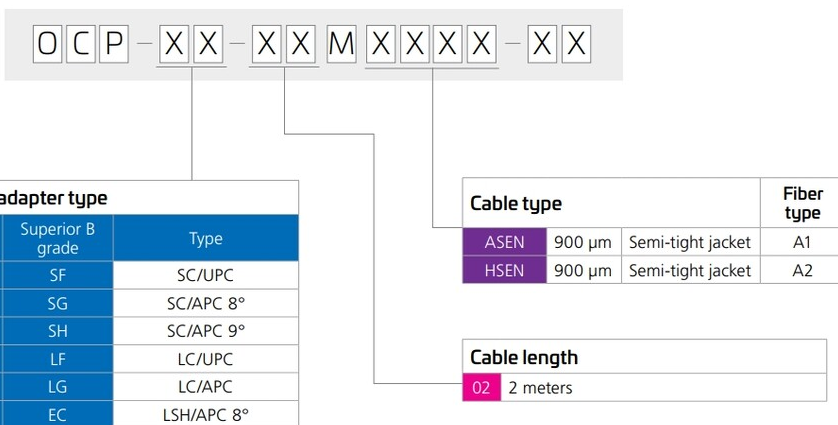 OCP – XX – XX M XXXX – XX
adapter type
Superior B grade | Type
SF | SC/UPC
SG | SC/APC 8°
SH | SC/APC 9°
LF | LC/UPC
LG | LC/APC
EC | LSH/APC 8°
Cable type | Fiber type
ASEN | 900 µm | Semi-tight jacket | A1
HSEN | 900 µm | Semi-tight jacket | A2
Cable length
02 | 2 meters